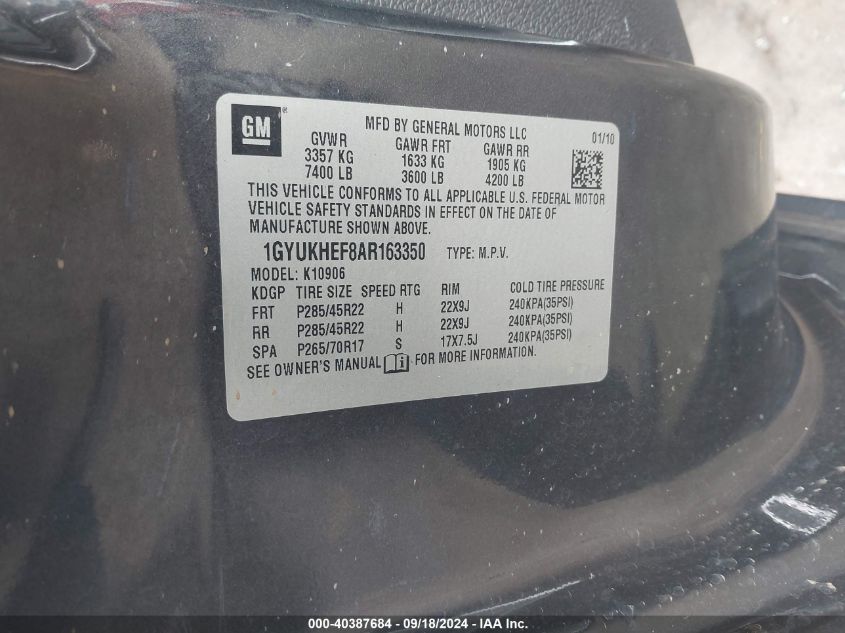 GM ®
MFD BY GENERAL MOTORS LLC 01/10
GVWR GAWR FRT GAWR RR
3357 KG 1633 KG 1905 KG
7400 LB 3600 LB 4200 LB
THIS VEHICLE CONFORMS TO ALL APPLICABLE U.S. FEDERAL MOTOR
VEHICLE SAFETY STANDARDS IN EFFECT ON THE DATE OF
MANUFACTURE SHOWN ABOVE.
1GYUKHEF8AR163350 TYPE: M.P.V.
MODEL: K10906
KDGP TIRE SIZE SPEED RTG RIM COLD TIRE PRESSURE
FRT P285/45R22 H 22X9J 240KPA(35PSI)
RR P285/45R22 H 22X9J 240KPA(35PSI)
SPA P265/70R17 S 17X7.5J 240KPA(35PSI)
SEE OWNER'S MANUAL i FOR MORE INFORMATION.
000-40387684 - 09/18/2024 - IAA US